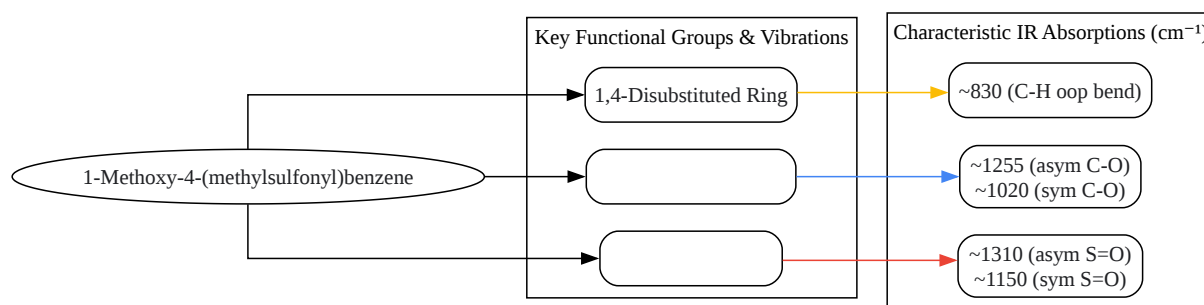 Key Functional Groups & Vibrations
Characteristic IR Absorptions (cm⁻¹)
1,4-Disubstituted Ring
~830 (C-H oop bend)
1-Methoxy-4-(methylsulfonyl)benzene
~1255 (asym C-O)
~1020 (sym C-O)
~1310 (asym S=O)
~1150 (sym S=O)